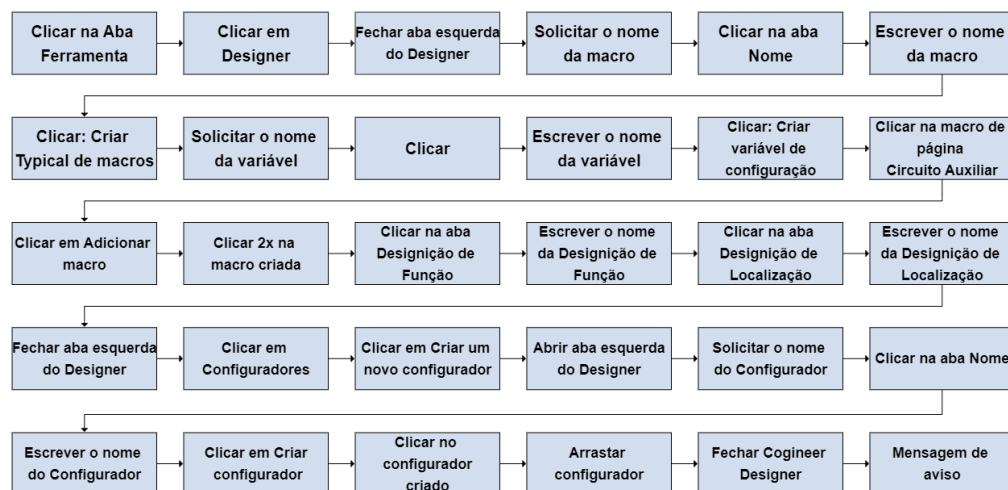 Clicar na Aba
Ferramenta
Clicar em
Designer
Fechar aba esquerda
do Designer
Solicitar o nome
da macro
Clicar na aba
Nome
Escrever o nome
da macro
Clicar: Criar
Typical de macros
Solicitar o nome
da variável
Clicar
Escrever o nome
da variável
Clicar: Criar
variável de
configuração
Clicar na macro de
página
Circuito Auxiliar
Clicar em Adicionar
macro
Clicar 2x na
macro criada
Clicar na aba
Designição de
Função
Escrever o nome
da Designição de
Função
Clicar na aba
Designição de
Localização
Escrever o nome
da Designição de
Localização
Fechar aba esquerda
do Designer
Clicar em
Configuradores
Clicar em Criar um
novo configurador
Abrir aba esquerda
do Designer
Solicitar o nome
do Configurador
Clicar na aba Nome
Escrever o nome
do Configurador
Clicar em Criar
configurador
Clicar no
configurador
criado
Arrastar
configurador
Fechar Cogineer
Designer
Mensagem de
aviso